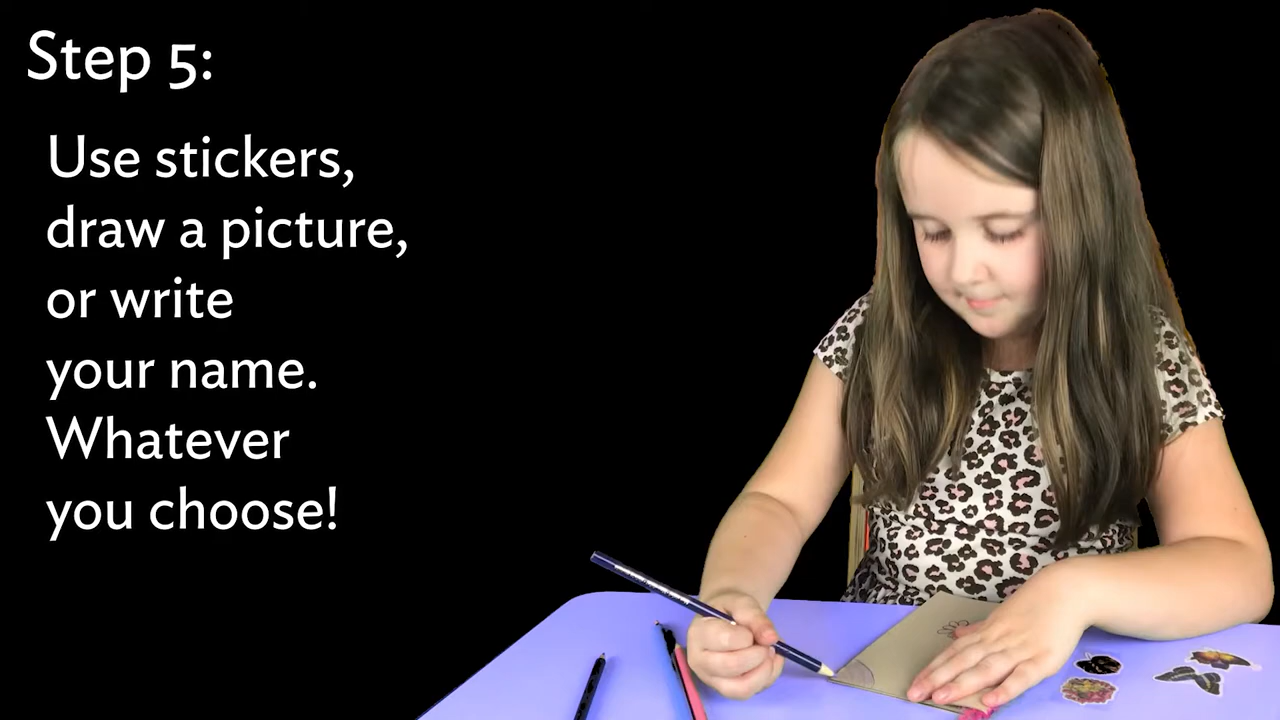 Step 5:
Use stickers,
draw a picture,
or write
your name.
Whatever
you choose!